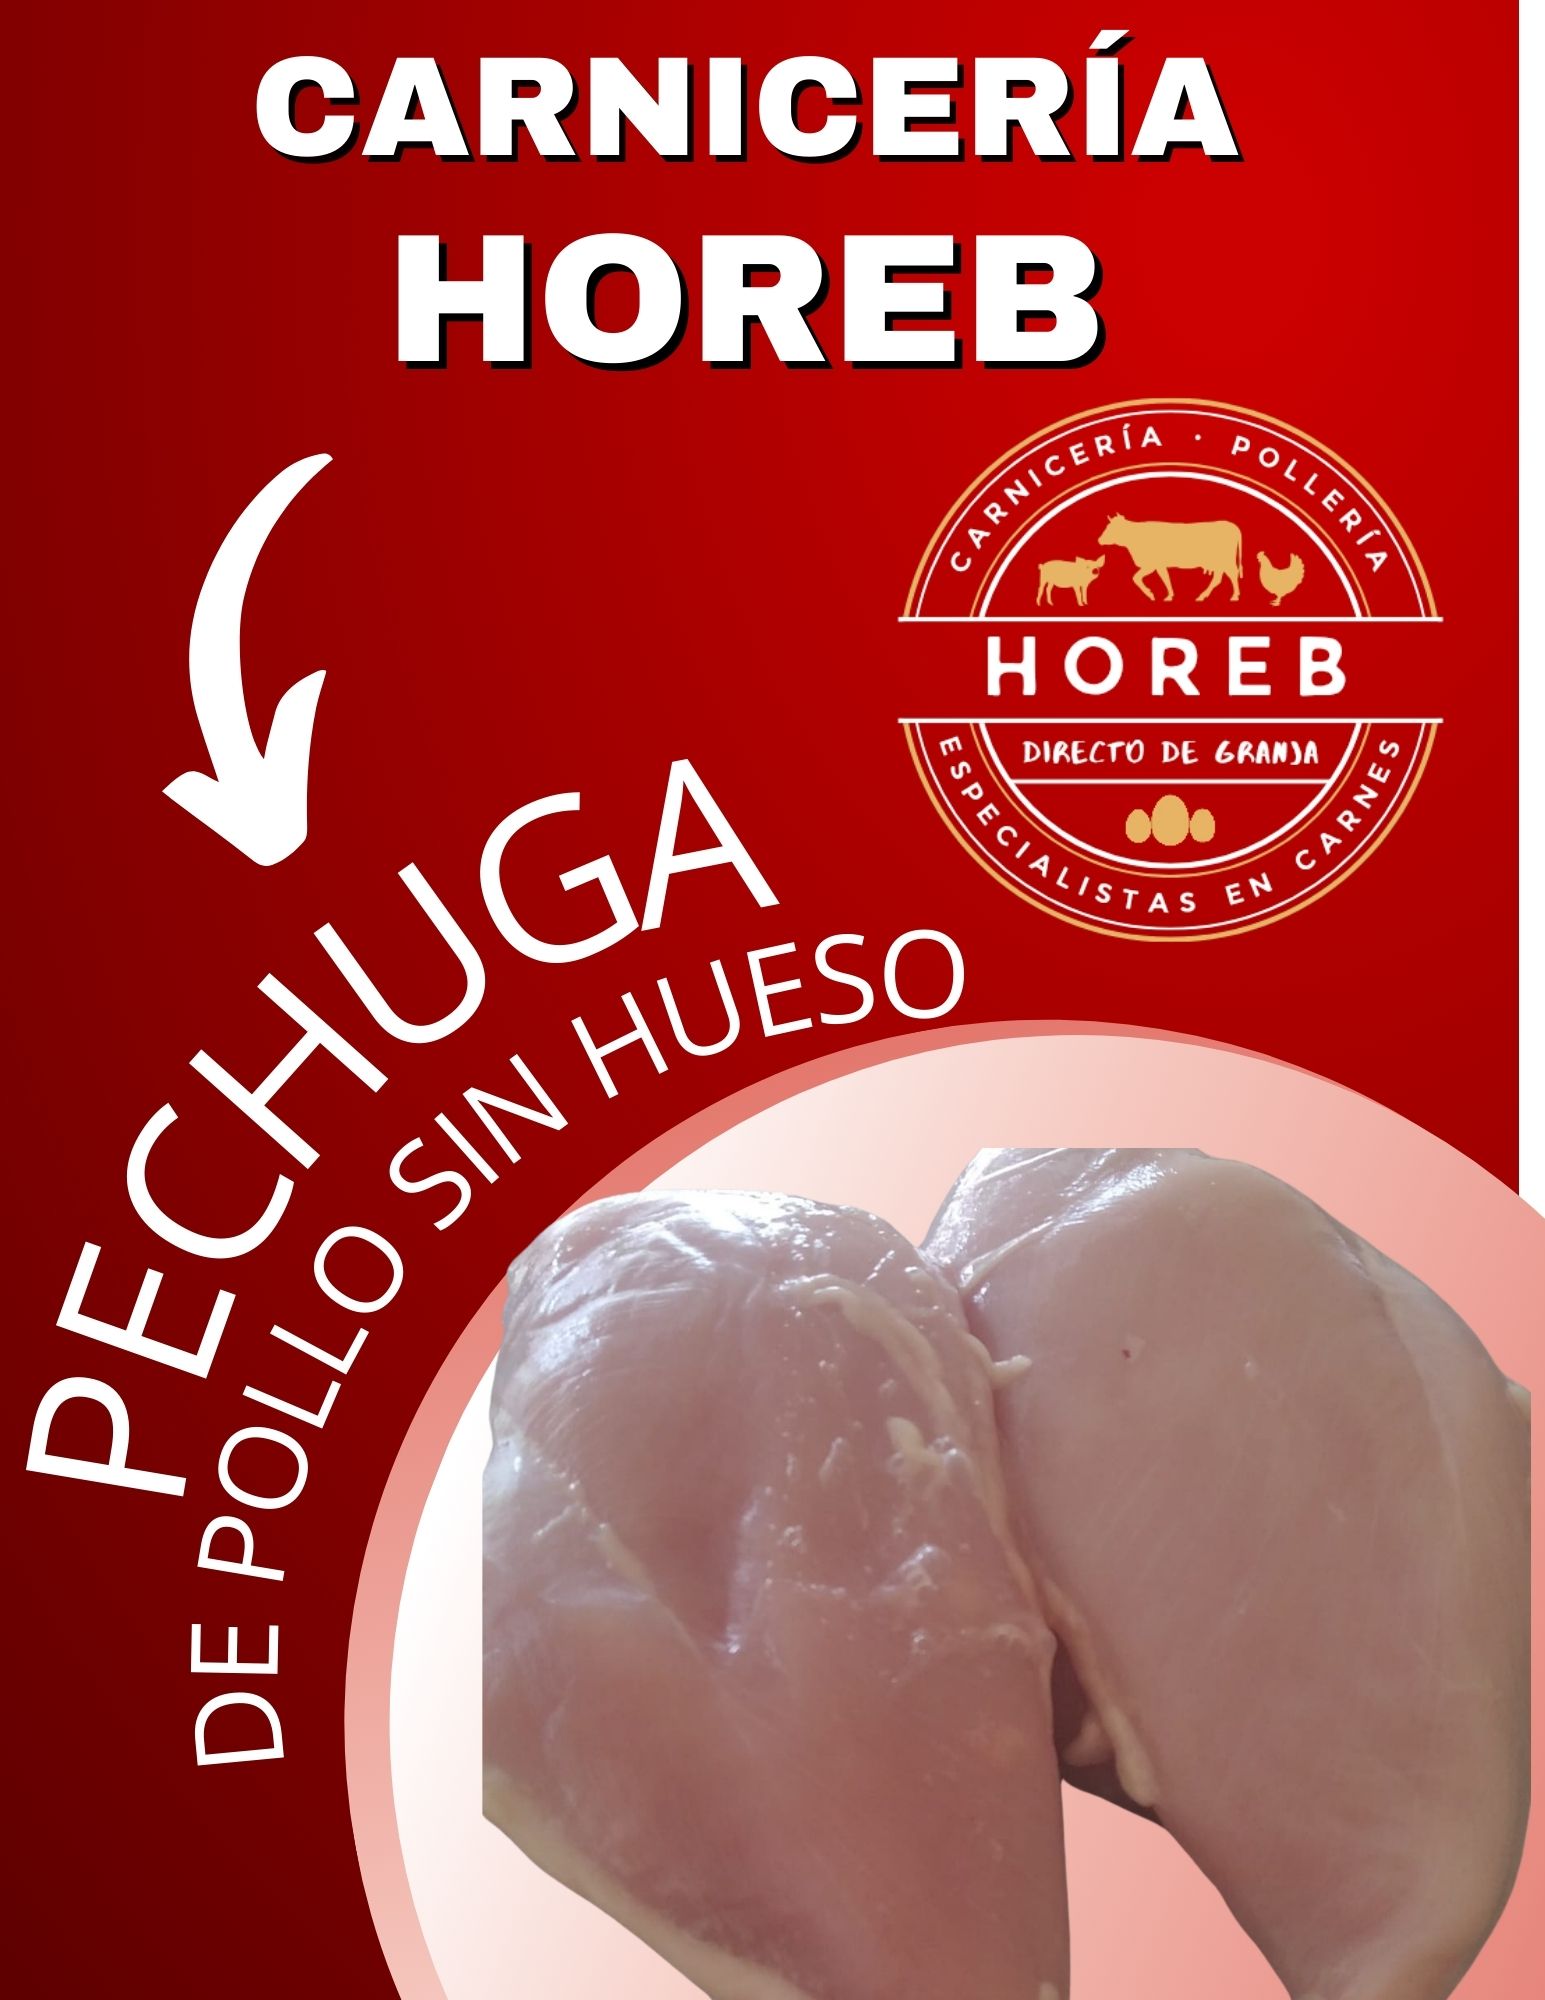 CARNICERÍA
HOREB
CARNICERÍA · POLLERÍA
HOREB
DIRECTO DE GRANJA
ESPECIALISTAS EN CARNES
PECHUGA
DE POLLO SIN HUESO